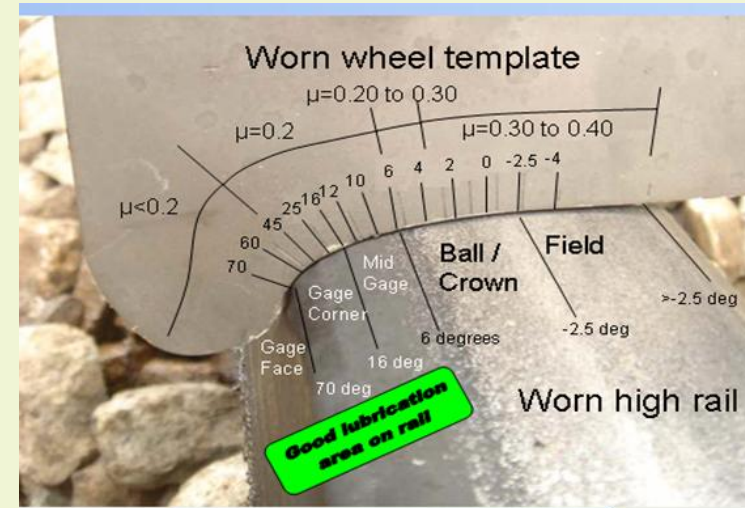 Worn wheel template
μ=0.20 to 0.30
μ=0.2
μ=0.30 to 0.40
μ<0.2
70
60
45
25
16
12
10
6
4
2
0
-2.5
-4
Ball /
Crown
Field
Mid
Gage
Gage
Corner
Gage
Face
>-2.5 deg
-2.5 deg
6 degrees
16 deg
70 deg
Good lubrication
area on rail
Worn high rail